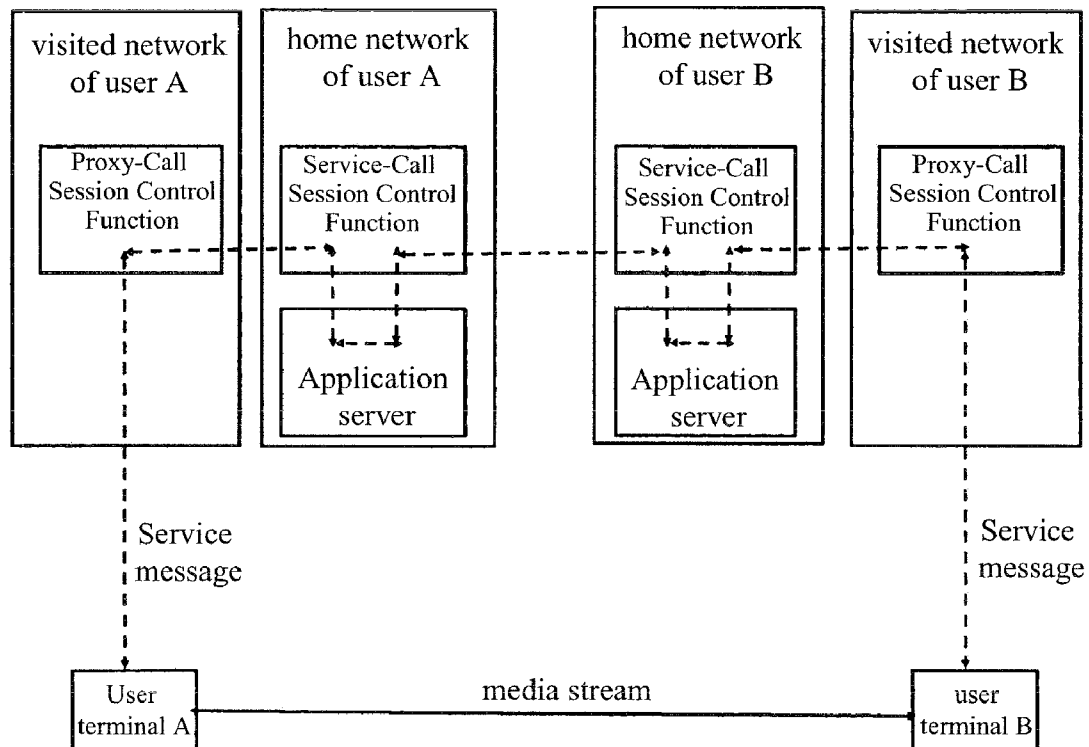 visited network
of user A
home network
of user A
home network
of user B
visited network
of user B
Proxy-Call
Session Control
Function
Service-Call
Session Control
Function
Service-Call
Session Control
Function
Proxy-Call
Session Control
Function
Application
server
Application
server
Service
message
Service
message
User
terminal A
media stream
user
terminal B